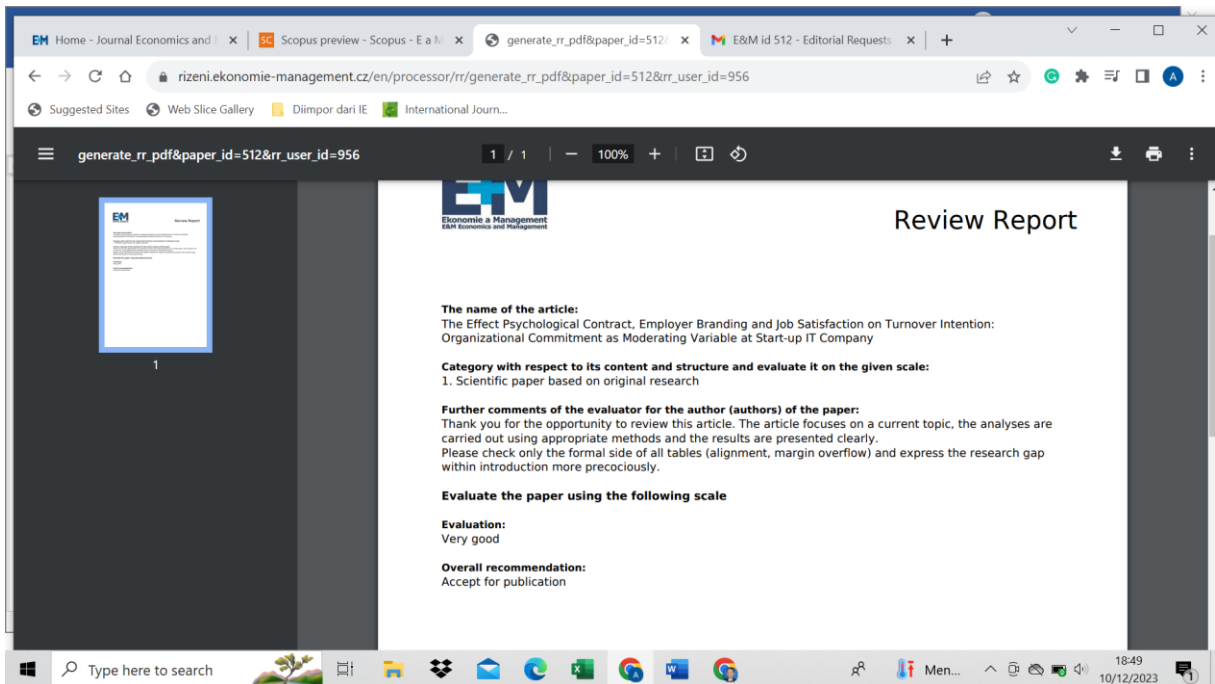 EM Home - Journal Economics and
SC Scopus preview - Scopus - E a M
generate_rr_pdf&paper_id=512&
E&M id 512 - Editorial Requests
rizeni.ekonomie-management.cz/en/processor/rr/generate_rr_pdf&paper_id=512&rr_user_id=956
A
Suggested Sites
Web Slice Gallery
Diimpor dari IE
International Journ...
generate_rr_pdf&paper_id=512&rr_user_id=956
1 / 1
100%
EM
Review Report
1
E+M
Ekonomie a Management
E&M Economics and Management
Review Report
The name of the article:
The Effect Psychological Contract, Employer Branding and Job Satisfaction on Turnover Intention:
Organizational Commitment as Moderating Variable at Start-up IT Company
Category with respect to its content and structure and evaluate it on the given scale:
1. Scientific paper based on original research
Further comments of the evaluator for the author (authors) of the paper:
Thank you for the opportunity to review this article. The article focuses on a current topic, the analyses are
carried out using appropriate methods and the results are presented clearly.
Please check only the formal side of all tables (alignment, margin overflow) and express the research gap
within introduction more precociously.
Evaluate the paper using the following scale
Evaluation:
Very good
Overall recommendation:
Accept for publication
Type here to search
Men...
18:49
10/12/2023
1